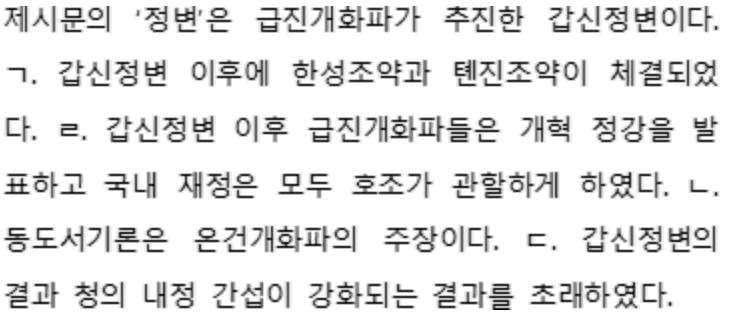 제시문의 ‘정변’은 급진개화파가 추진한 갑신정변이다.
ㄱ. 갑신정변 이후에 한성조약과 톈진조약이 체결되었
다. ㄹ. 갑신정변 이후 급진개화파들은 개혁 정강을 발
표하고 국내 재정은 모두 호조가 관할하게 하였다. ㄴ.
동도서기론은 온건개화파의 주장이다. ㄷ. 갑신정변의
결과 청의 내정 간섭이 강화되는 결과를 초래하였다.